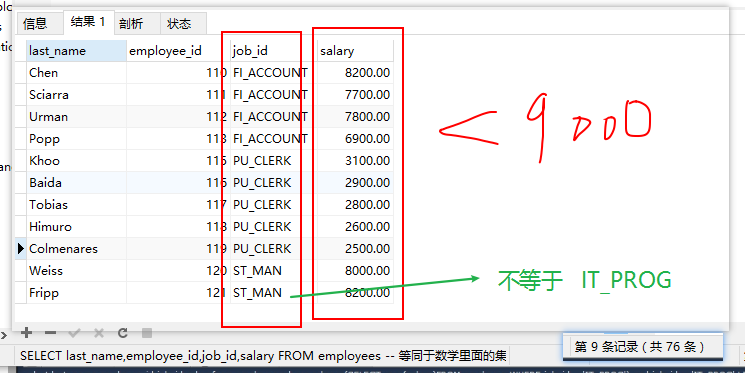 信息 结果 1 剖析 状态
last_name employee_id job_id salary
Chen 110 FI_ACCOUNT 8200.00
Sciarra 111 FI_ACCOUNT 7700.00
Urman 112 FI_ACCOUNT 7800.00
Popp 113 FI_ACCOUNT 6900.00
Khoo 115 PU_CLERK 3100.00
Baida 116 PU_CLERK 2900.00
Tobias 117 PU_CLERK 2800.00
Himuro 118 PU_CLERK 2600.00
Colmenares 119 PU_CLERK 2500.00
Weiss 120 ST_MAN 8000.00
Fripp 121 ST_MAN 8200.00
< 9000
不等于 IT_PROG
第 9 条记录（共 76 条）
SELECT last_name,employee_id,job_id,salary FROM employees -- 等同于数学里面的集